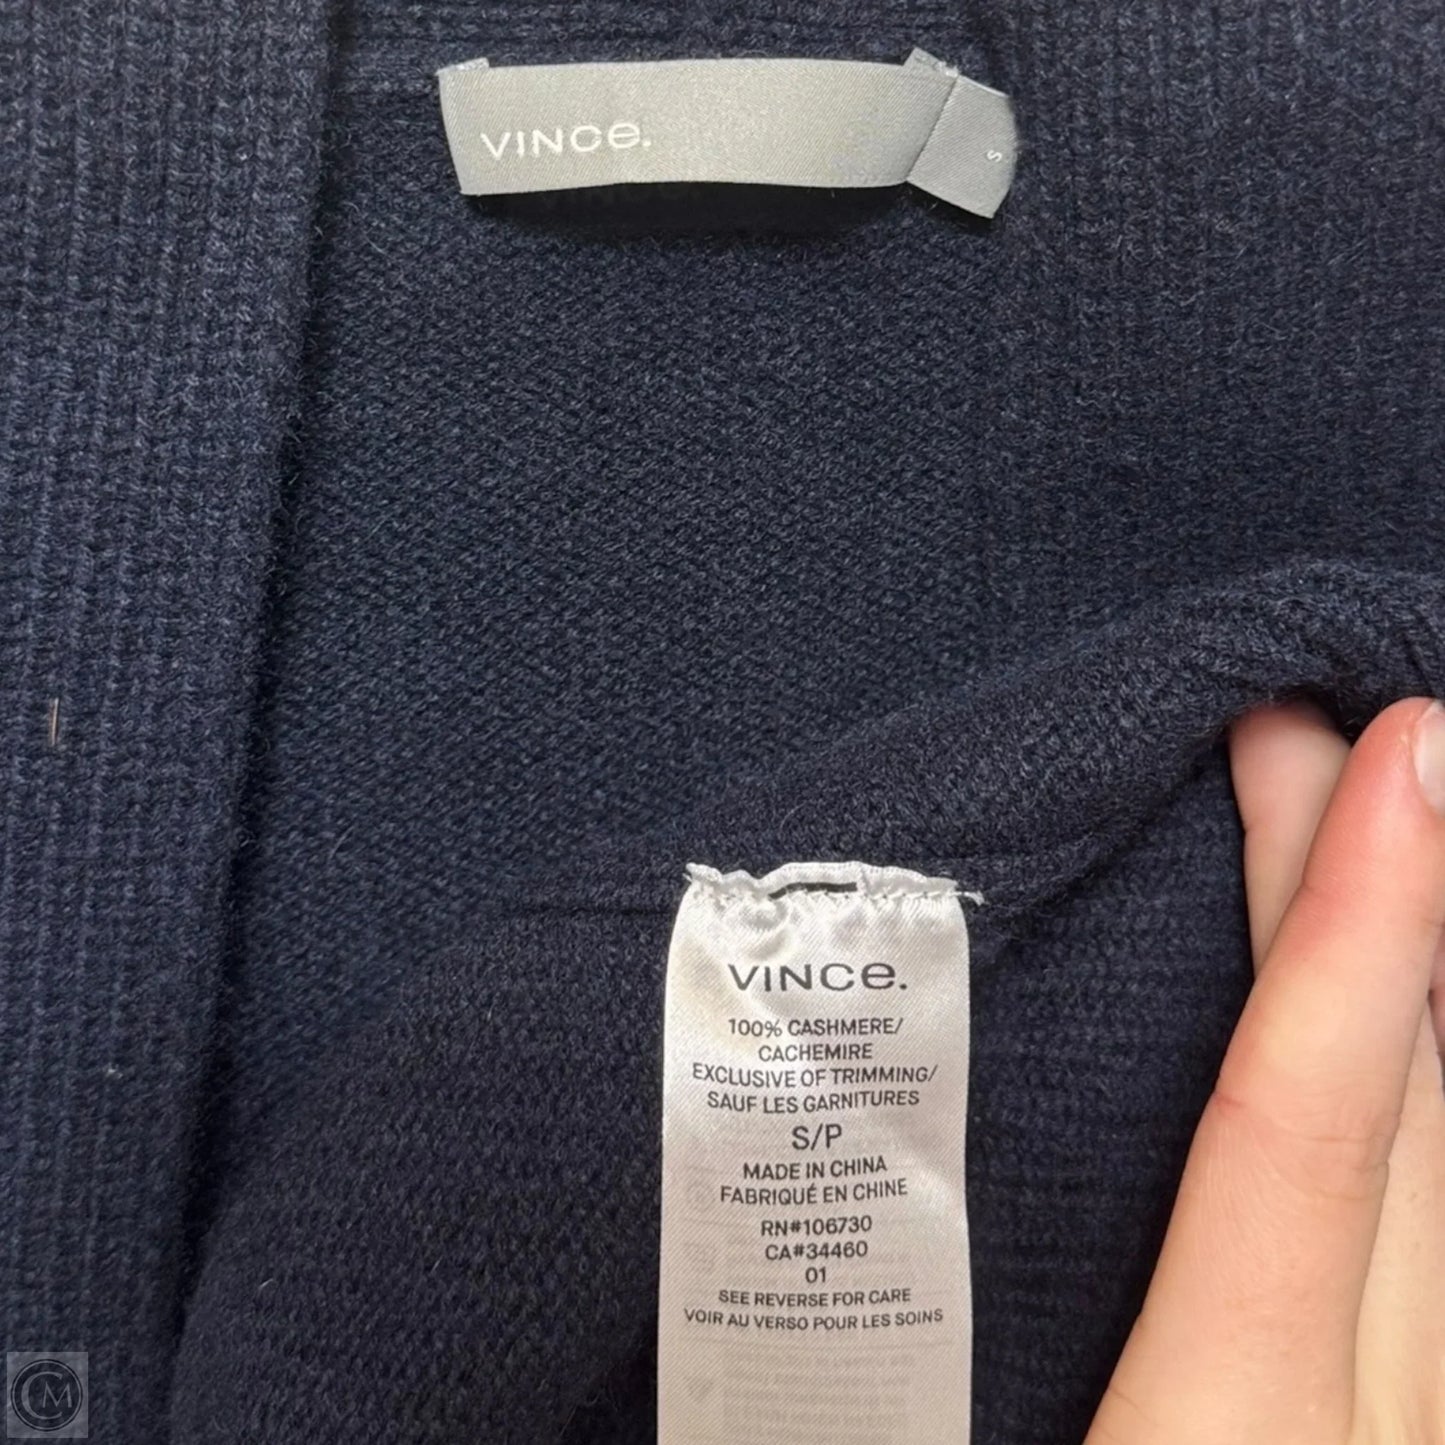 VINCe.
S
VINCe.
100% CASHMERE/
CACHEMIRE
EXCLUSIVE OF TRIMMING/
SAUF LES GARNITURES
S/P
MADE IN CHINA
FABRIQUÉ EN CHINE
RN#106730
CA#34460
01
SEE REVERSE FOR CARE
VOIR AU VERSO POUR LES SOINS
CM